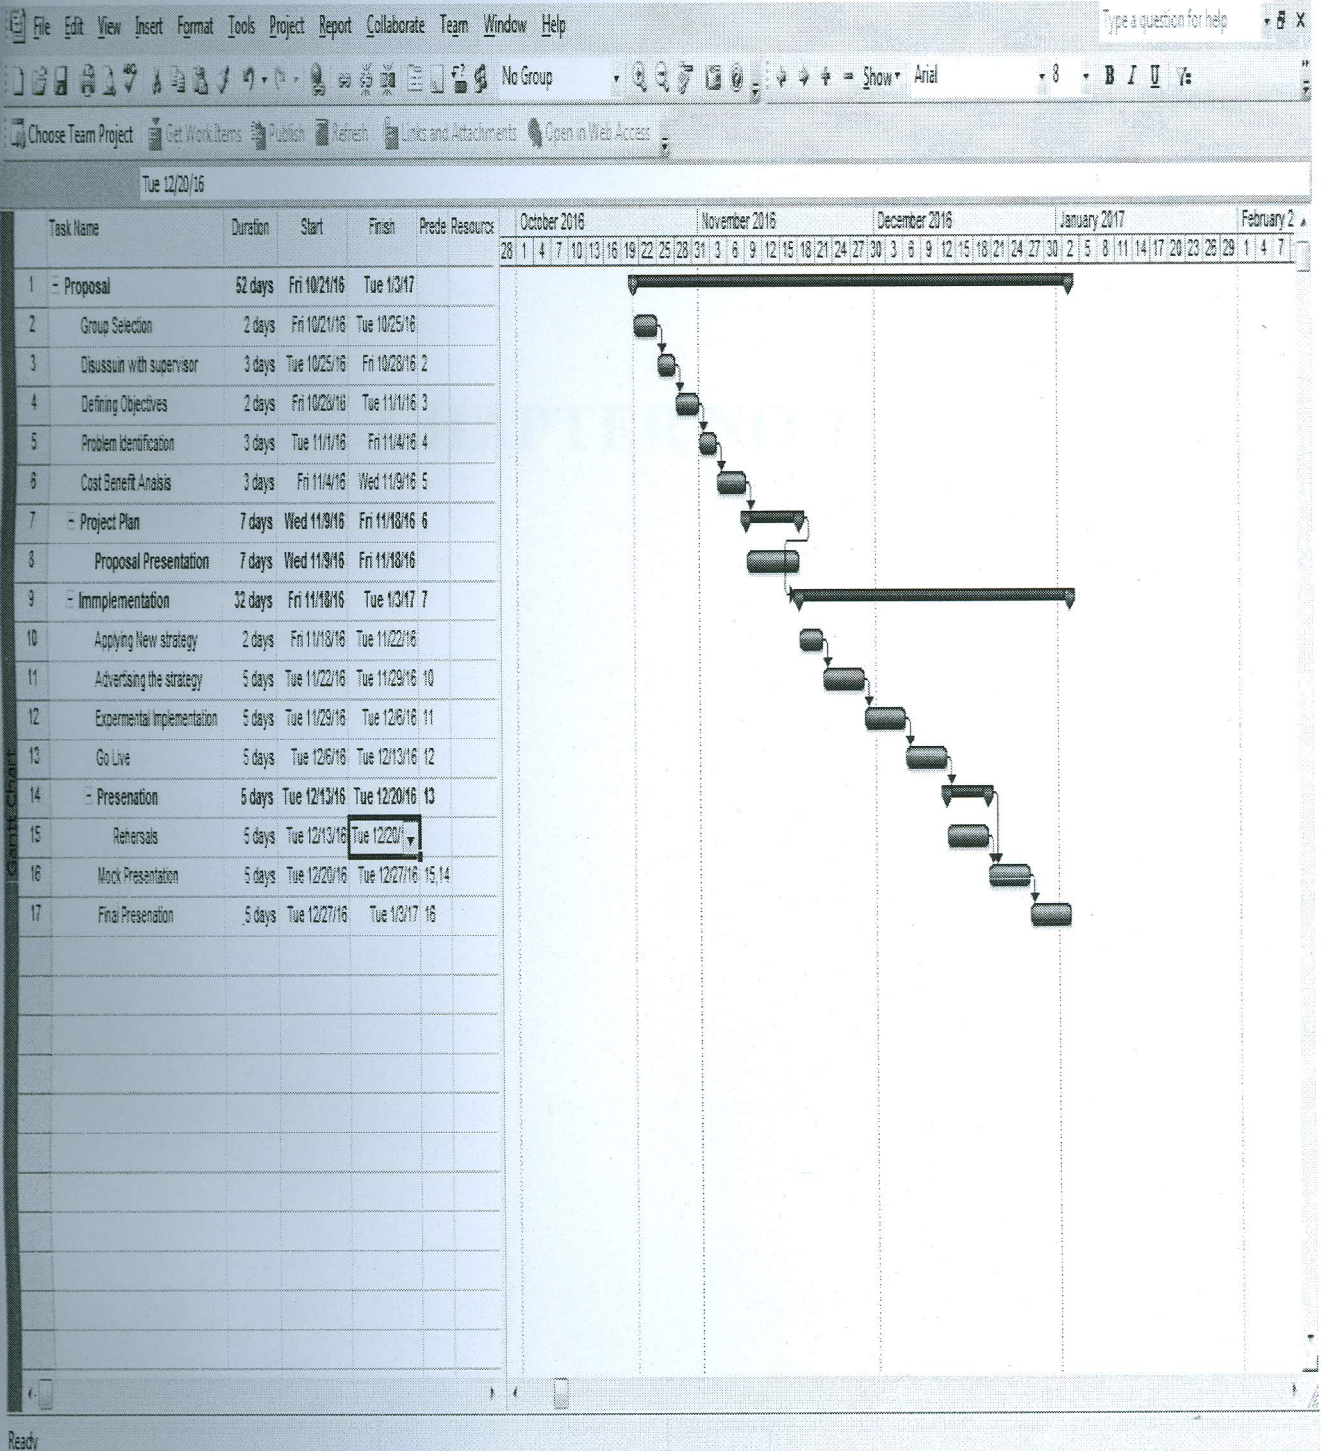 File Edit View Insert Format Tools Project Report Collaborate Team Window Help Type a question for help
No Group Show Arial 8 B I U
Choose Team Project Get Work Items Publish Refresh Links and Attachments Open in Web Access
Tue 12/20/16
Task Name Duration Start Finish Prede Resource October 2016 November 2016 December 2016 January 2017 February 2
28 1 4 7 10 13 16 19 22 25 28 31 3 6 9 12 15 18 21 24 27 30 3 6 9 12 15 18 21 24 27 30 2 5 8 11 14 17 20 23 26 29 1 4 7
1 Proposal 52 days Fri 10/21/16 Tue 1/3/17
2 Group Selection 2 days Fri 10/21/16 Tue 10/25/16
3 Disussuin with supervisor 3 days Tue 10/25/16 Fri 10/28/16 2
4 Defining Objectives 2 days Fri 10/28/16 Tue 11/1/16 3
5 Problem Identification 3 days Tue 11/1/16 Fri 11/4/16 4
6 Cost Benefit Analsis 3 days Fri 11/4/16 Wed 11/9/16 5
7 Project Plan 7 days Wed 11/9/16 Fri 11/18/16 6
8 Proposal Presentation 7 days Wed 11/9/16 Fri 11/18/16
9 Immplementation 32 days Fri 11/18/16 Tue 1/3/17 7
10 Applying New strategy 2 days Fri 11/18/16 Tue 11/22/16
11 Advertising the strategy 5 days Tue 11/22/16 Tue 11/29/16 10
12 Expermental Implementation 5 days Tue 11/29/16 Tue 12/6/16 11
13 Go Live 5 days Tue 12/6/16 Tue 12/13/16 12
14 Presenation 5 days Tue 12/13/16 Tue 12/20/16 13
15 Rehersals 5 days Tue 12/13/16 Tue 12/20/
16 Mock Presentation 5 days Tue 12/20/16 Tue 12/27/16 15,14
17 Final Presenation 5 days Tue 12/27/16 Tue 1/3/17 16
Gantt Chart
Ready